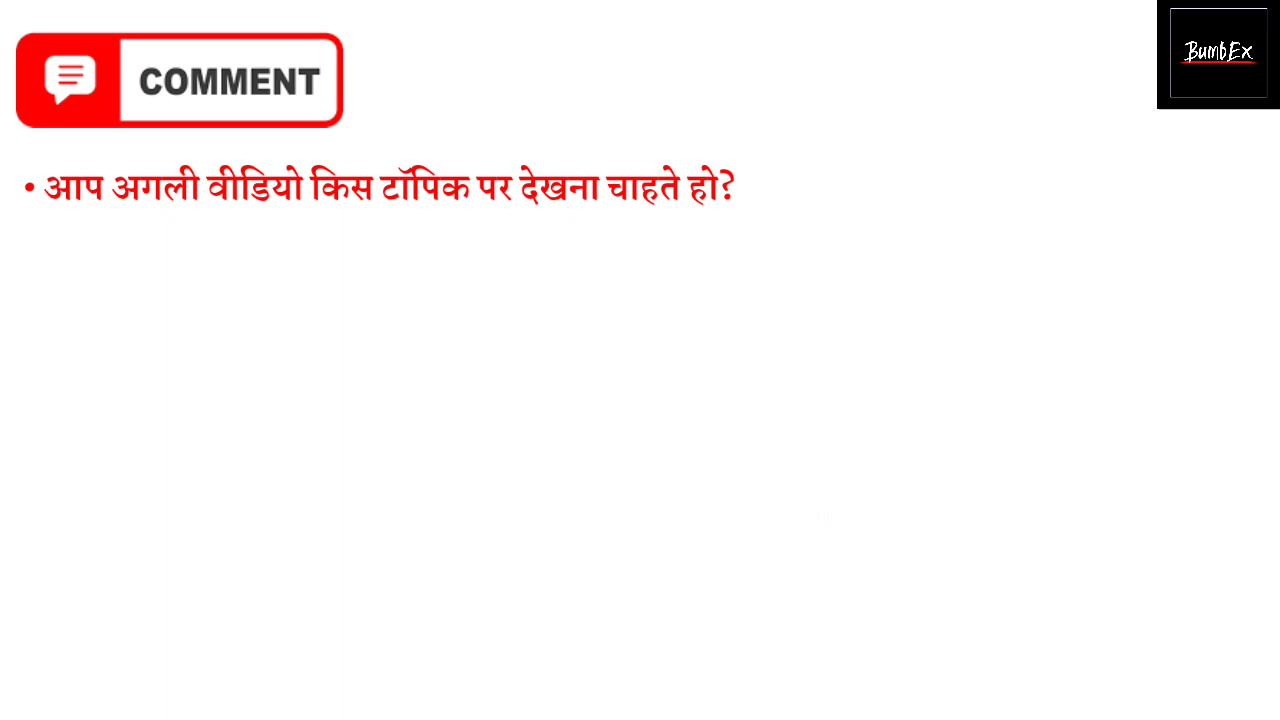 COMMENT
BumbEx
• आप अगली वीडियो किस टॉपिक पर देखना चाहते हो?